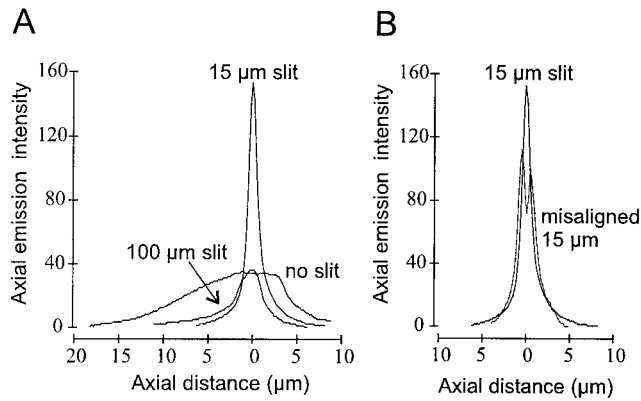 A
160
120
80
40
0
Axial emission intensity
15 µm slit
100 µm slit
no slit
20 15 10 5 0 5 10
Axial distance (µm)
B
160
120
80
40
0
Axial emission intensity
15 µm slit
misaligned
15 µm
10 5 0 5 10
Axial distance (µm)